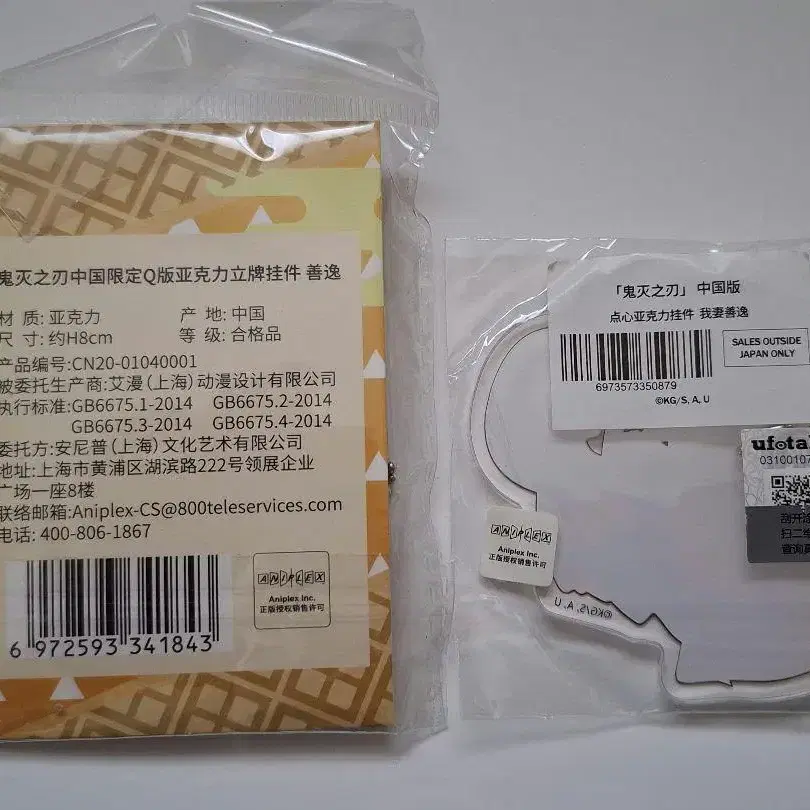 鬼灭之刃中国限定Q版亚克力立牌挂件 善逸
材 质: 亚克力 产 地: 中国
尺 寸: 约H8cm 等 级: 合格品
产品编号:CN20-01040001
被委托生产商: 艾漫（上海）动漫设计有限公司
执行标准:GB6675.1-2014 GB6675.2-2014
GB6675.3-2014 GB6675.4-2014
委托方: 安尼普（上海）文化艺术有限公司
地址: 上海市黄浦区湖滨路222号领展企业
广场一座8楼
联络邮箱:Aniplex-CS@800teleservices.com
电话: 400-806-1867
6 972593 341843
ANIPLEX
Aniplex Inc.
正版授权销售许可
「鬼灭之刃」 中国版
点心亚克力挂件 我妻善逸
6973573350879
SALES OUTSIDE
JAPAN ONLY
©KG/S, A, U
ufota
0310010
刮开
扫二
查询
ANIPLEX
Aniplex Inc.
正版授权销售许可
©KG/S, A, U